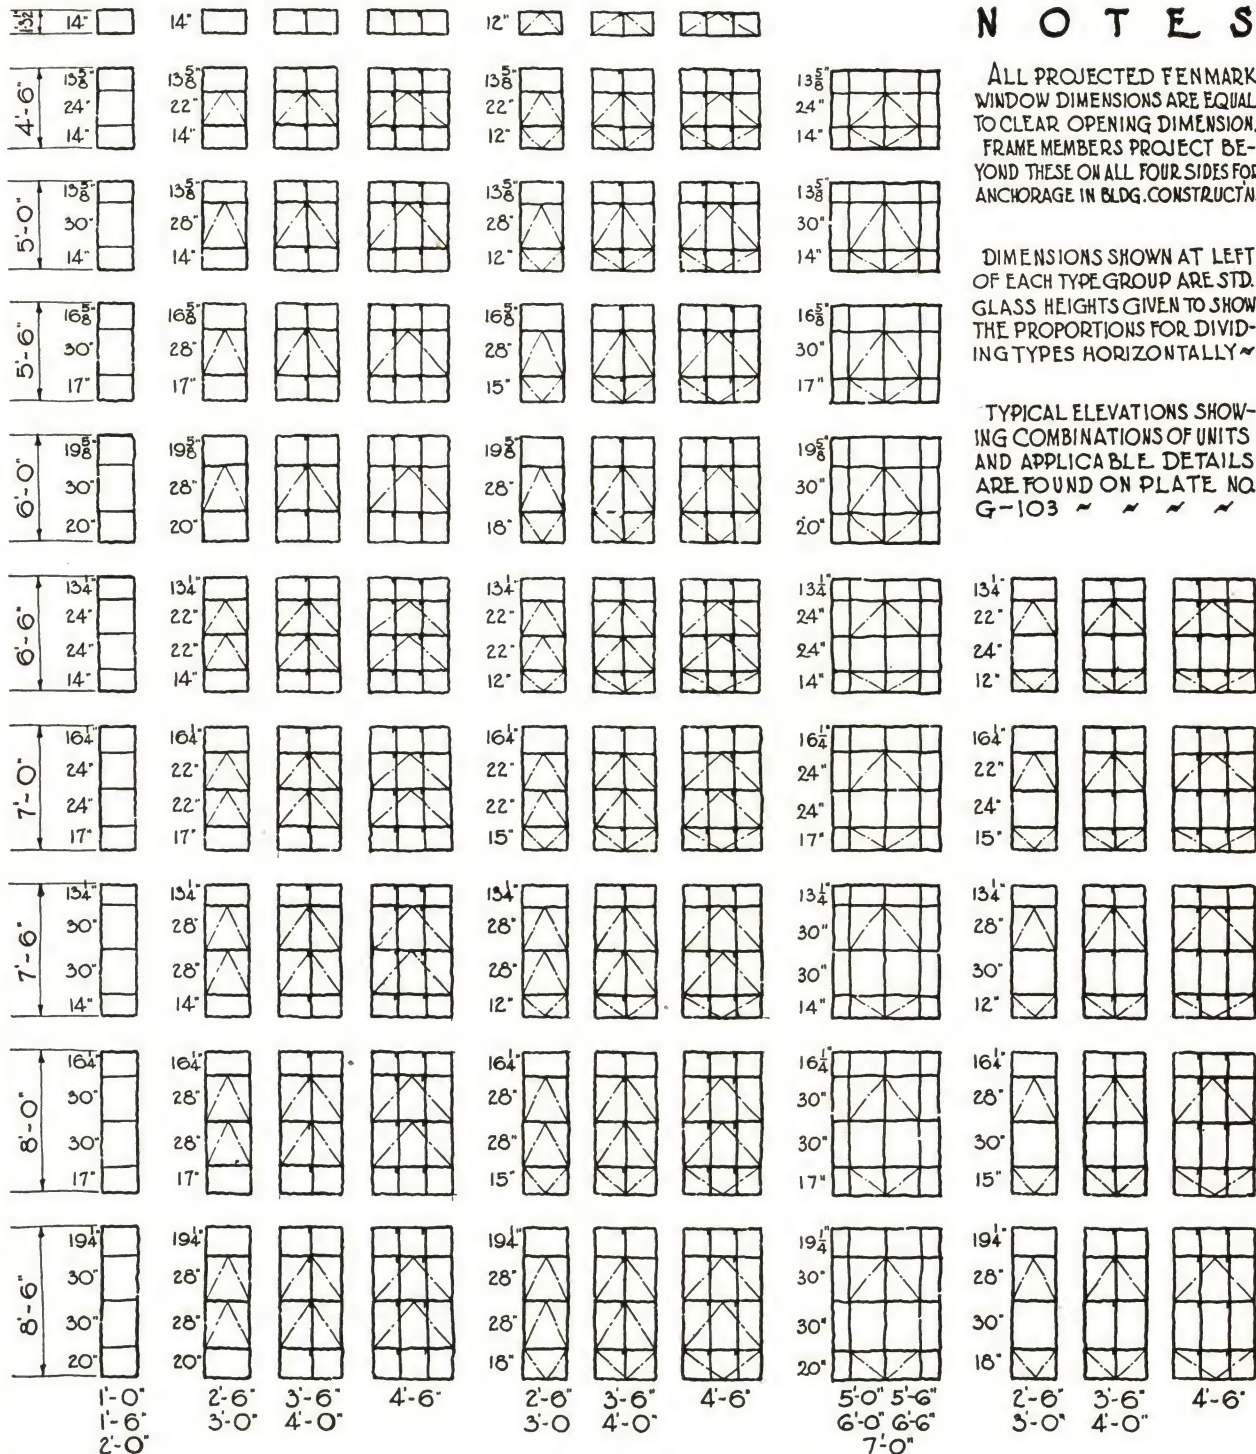 14" 14" 12"
N O T E S
ALL PROJECTED FENMARK
WINDOW DIMENSIONS ARE EQUAL
TO CLEAR OPENING DIMENSION.
FRAME MEMBERS PROJECT BE-
YOND THESE ON ALL FOUR SIDES FOR
ANCHORAGE IN BLDG. CONSTRUCT'N
DIMENSIONS SHOWN AT LEFT
OF EACH TYPE GROUP ARE STD.
GLASS HEIGHTS GIVEN TO SHOW
THE PROPORTIONS FOR DIVID-
ING TYPES HORIZONTALLY ~
TYPICAL ELEVATIONS SHOW-
ING COMBINATIONS OF UNITS
AND APPLICABLE DETAILS
ARE FOUND ON PLATE NO.
G-103 ~ ~ ~ ~
4'-6"
13⅝" 13⅝" 13⅝" 13⅝"
24" 22" 22" 24"
14" 14" 12" 14"
5'-0"
13⅝" 13⅝" 13⅝" 13⅝"
30" 28" 28" 30"
14" 14" 12" 14"
5'-6"
16⅝" 16⅝" 16⅝" 16⅝"
30" 28" 28" 30"
17" 17" 15" 17"
6'-0"
19⅝" 19⅝" 19⅝" 19⅝"
30" 28" 28" 30"
20" 20" 18" 20"
6'-6"
13¼" 13¼" 13¼" 13¼" 13¼"
24" 22" 22" 24" 22"
24" 22" 22" 24" 24"
14" 14" 12" 14" 12"
7'-0"
16¼" 16¼" 16¼" 16¼" 16¼"
24" 22" 22" 24" 22"
24" 22" 22" 24" 24"
17" 17" 15" 17" 15"
7'-6"
13¼" 13¼" 13¼" 13¼" 13¼"
30" 28" 28" 30" 28"
30" 28" 28" 30" 30"
14" 14" 12" 14" 12"
8'-0"
16¼" 16¼" 16¼" 16¼" 16¼"
30" 28" 28" 30" 28"
30" 28" 28" 30" 30"
17" 17" 15" 17" 15"
8'-6"
19¼" 19¼" 19¼" 19¼" 19¼"
30" 28" 28" 30" 28"
30" 28" 28" 30" 30"
20" 20" 18" 20" 18"
1'-0" 2'-6" 3'-6" 4'-6" 2'-6" 3'-6" 4'-6" 5'-0" 5'-6" 2'-6" 3'-6" 4'-6"
1'-6" 3'-0" 4'-0" 3'-0 4'-0" 6'-0" 6'-6" 3'-0" 4'-0"
2'-0" 7'-0"